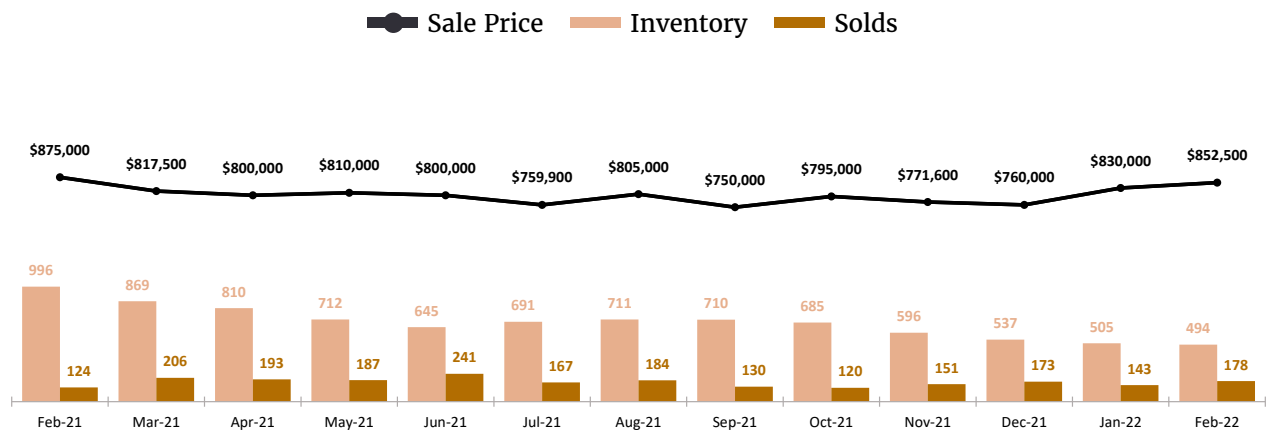 Sale Price Inventory Solds
$875,000 $817,500 $800,000 $810,000 $800,000 $759,900 $805,000 $750,000 $795,000 $771,600 $760,000 $830,000 $852,500
996 869 810 712 645 691 711 710 685 596 537 505 494
124 206 193 187 241 167 184 130 120 151 173 143 178
Feb-21 Mar-21 Apr-21 May-21 Jun-21 Jul-21 Aug-21 Sep-21 Oct-21 Nov-21 Dec-21 Jan-22 Feb-22